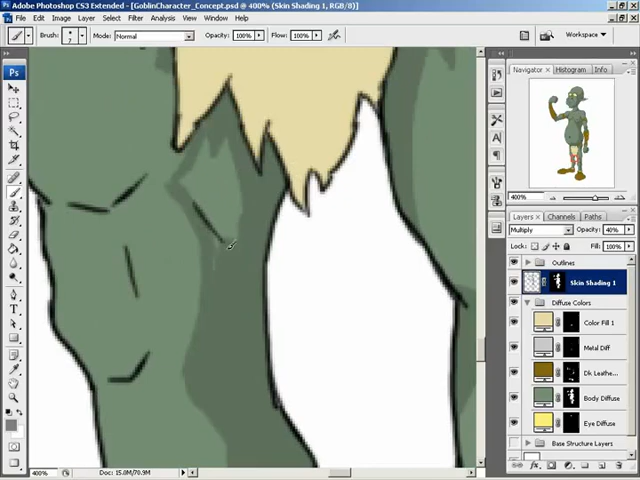 Adobe Photoshop CS3 Extended - [GoblinCharacter_Concept.psd @ 400% (Skin Shading 1, RGB/8)]
File Edit Image Layer Select Filter Analysis View Window Help
Brush: 7 Mode: Normal Opacity: 100% Flow: 100% Workspace
Ps
Navigator Histogram Info
400%
Layers Channels Paths
Multiply Opacity: 40%
Lock: Fill: 100%
Outlines
Skin Shading 1
Diffuse Colors
Color Fill 1
Metal Diff
Dk Leathe...
Body Diffuse
Eye Diffuse
Base Structure Layers
400% Doc: 15.0M/70.9M